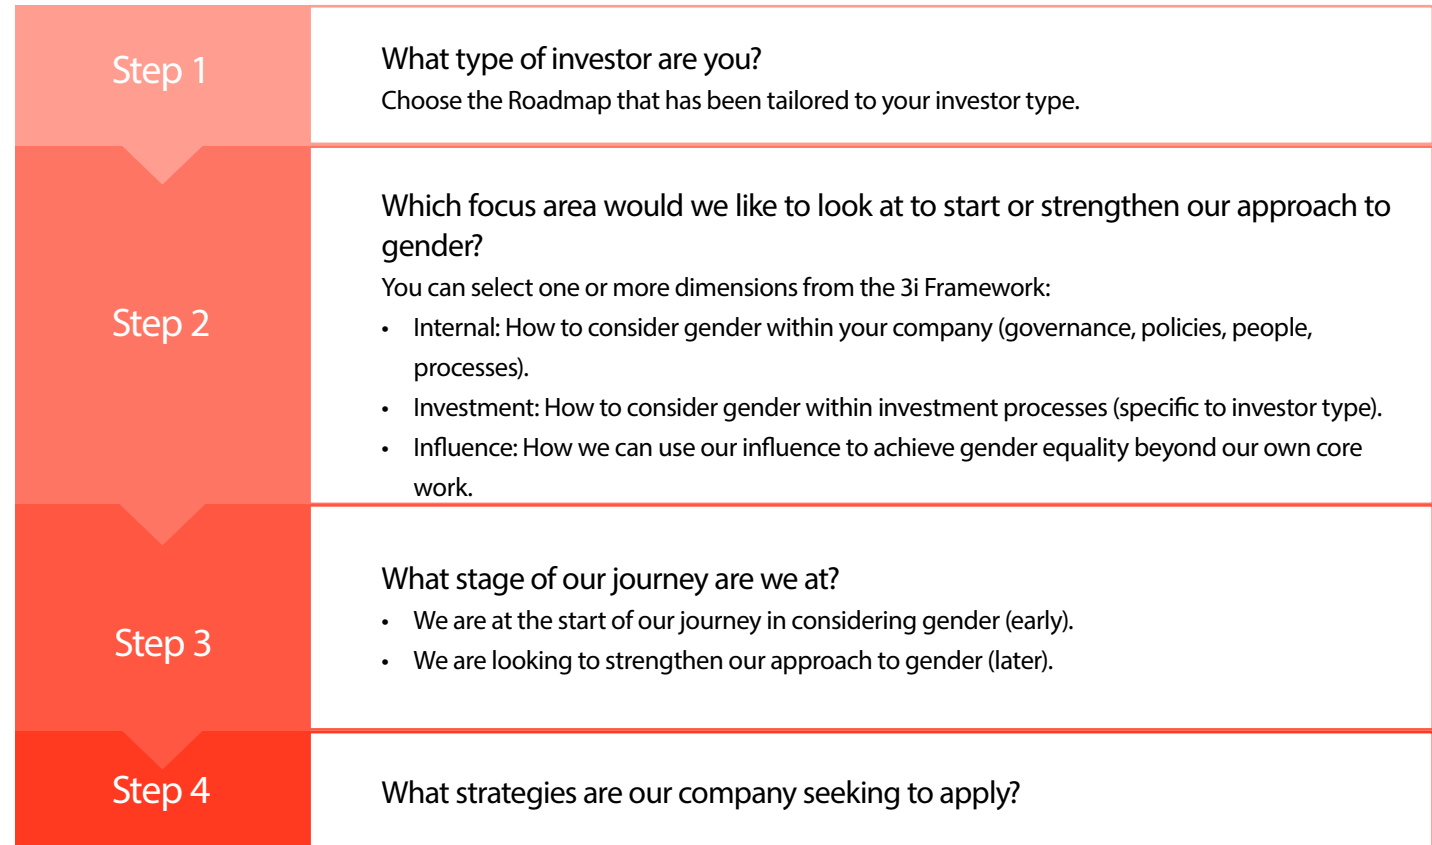 Step 1
What type of investor are you?
Choose the Roadmap that has been tailored to your investor type.
Step 2
Which focus area would we like to look at to start or strengthen our approach to
gender?
You can select one or more dimensions from the 3i Framework:
• Internal: How to consider gender within your company (governance, policies, people,
processes).
• Investment: How to consider gender within investment processes (specific to investor type).
• Influence: How we can use our influence to achieve gender equality beyond our own core
work.
Step 3
What stage of our journey are we at?
• We are at the start of our journey in considering gender (early).
• We are looking to strengthen our approach to gender (later).
Step 4
What strategies are our company seeking to apply?